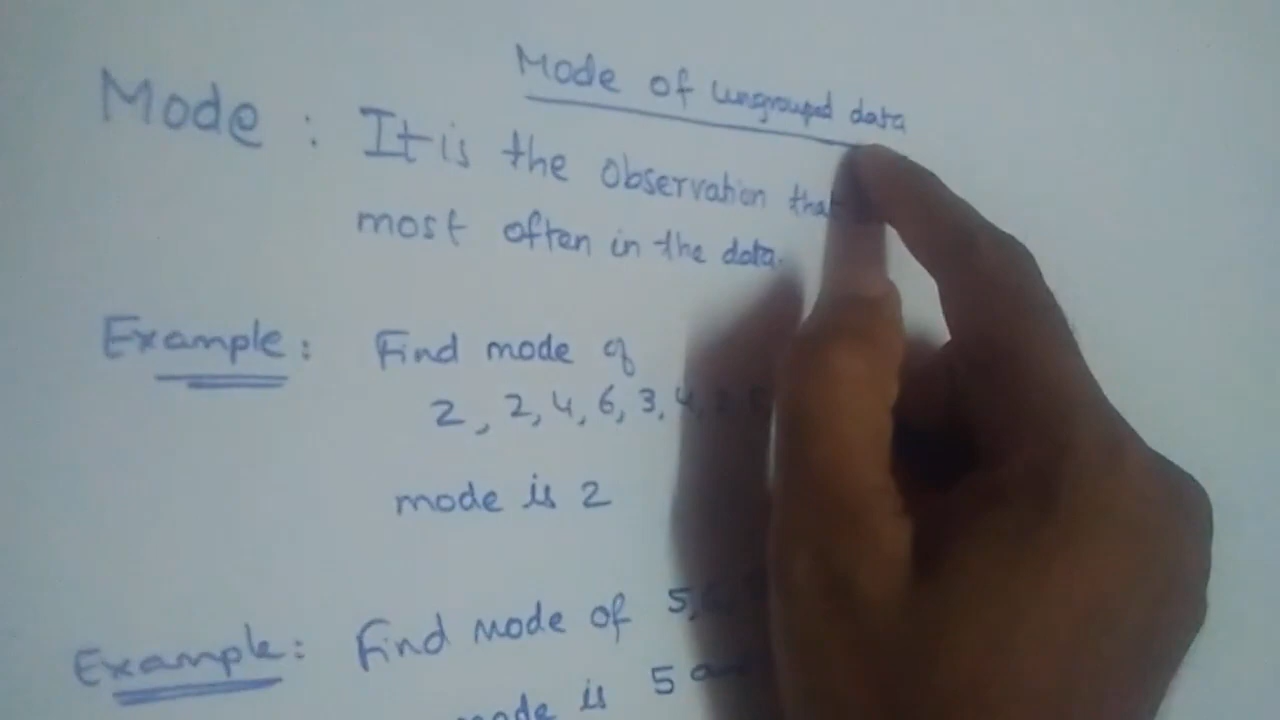 Mode of ungrouped data
Mode : It is the observation that
most often in the data.
Example : Find mode of
2, 2, 4, 6, 3, 4,
mode is 2
Example : Find mode of 5,
mode is 5